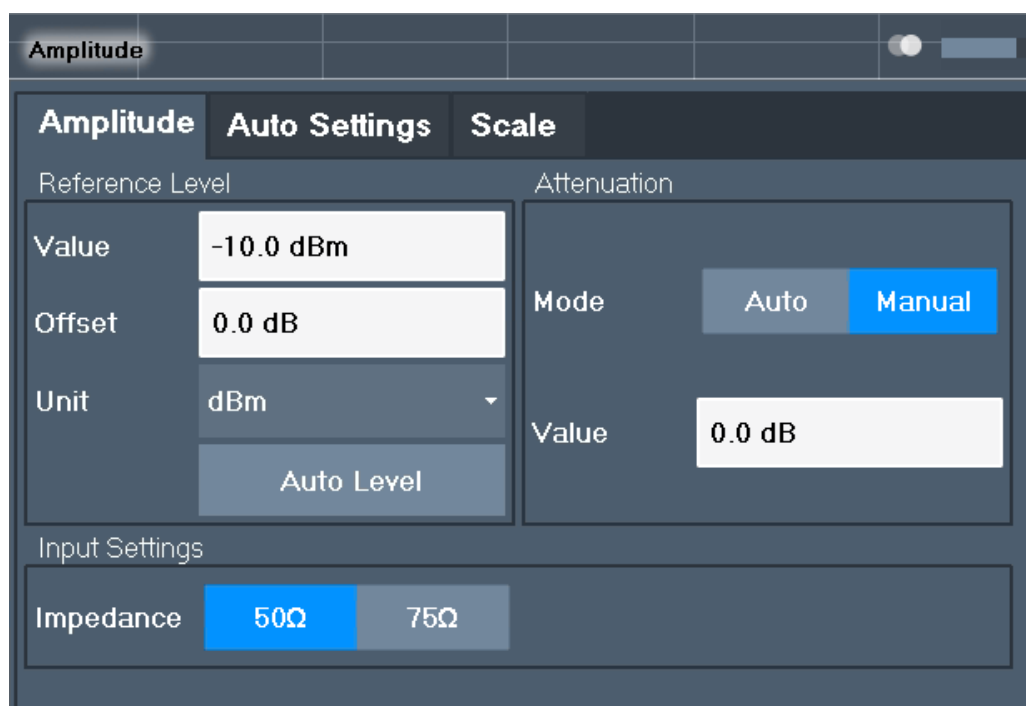 Amplitude
Amplitude Auto Settings Scale
Reference Level
Value -10.0 dBm
Offset 0.0 dB
Unit dBm
Auto Level
Attenuation
Mode Auto Manual
Value 0.0 dB
Input Settings
Impedance 50Ω 75Ω